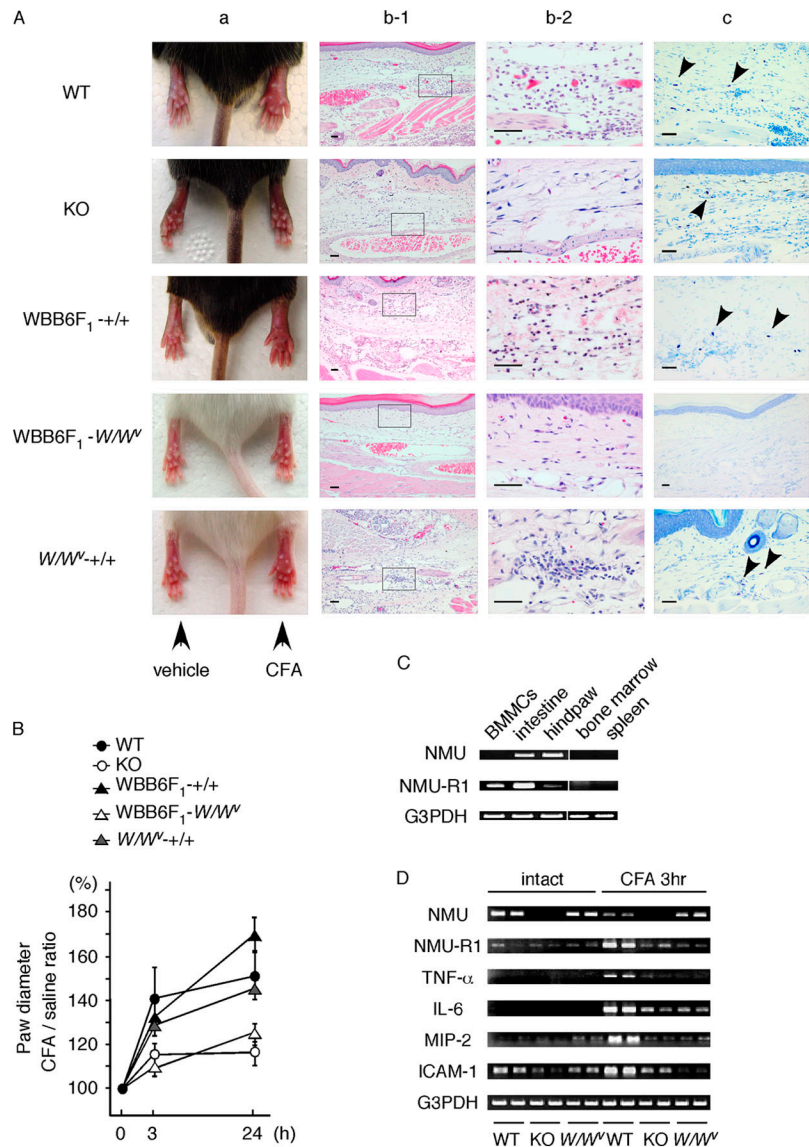 A
a b-1 b-2 c
WT
KO
WBB6F1 -+/+
WBB6F1 -W/Wv
W/Wv-+/+
vehicle CFA
B
WT
KO
WBB6F1-+/+
WBB6F1-W/Wv
W/Wv-+/+
(%)
180
160
140
120
100
Paw diameter
CFA / saline ratio
0 3 24 (h)
C
BMMCs intestine hindpaw bone marrow spleen
NMU
NMU-R1
G3PDH
D
intact CFA 3hr
NMU
NMU-R1
TNF-α
IL-6
MIP-2
ICAM-1
G3PDH
WT KO W/Wv WT KO W/Wv